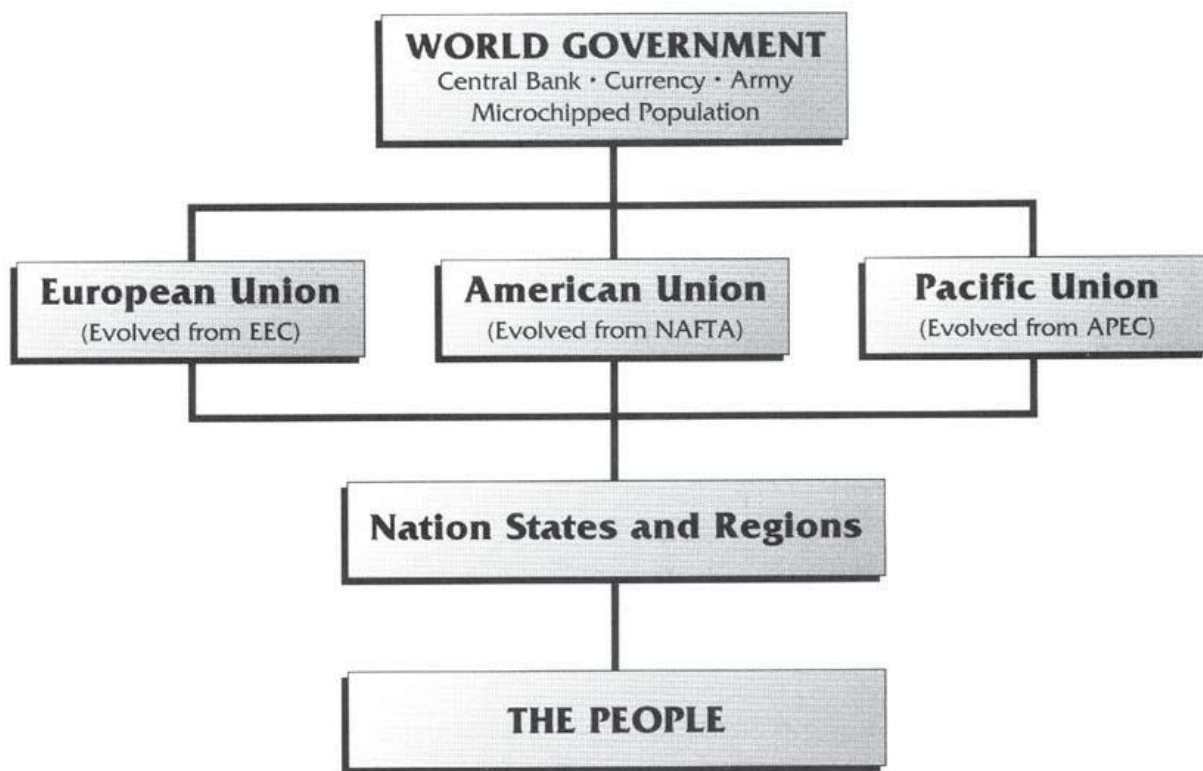 WORLD GOVERNMENT
Central Bank • Currency • Army
Microchipped Population
European Union
(Evolved from EEC)
American Union
(Evolved from NAFTA)
Pacific Union
(Evolved from APEC)
Nation States and Regions
THE PEOPLE